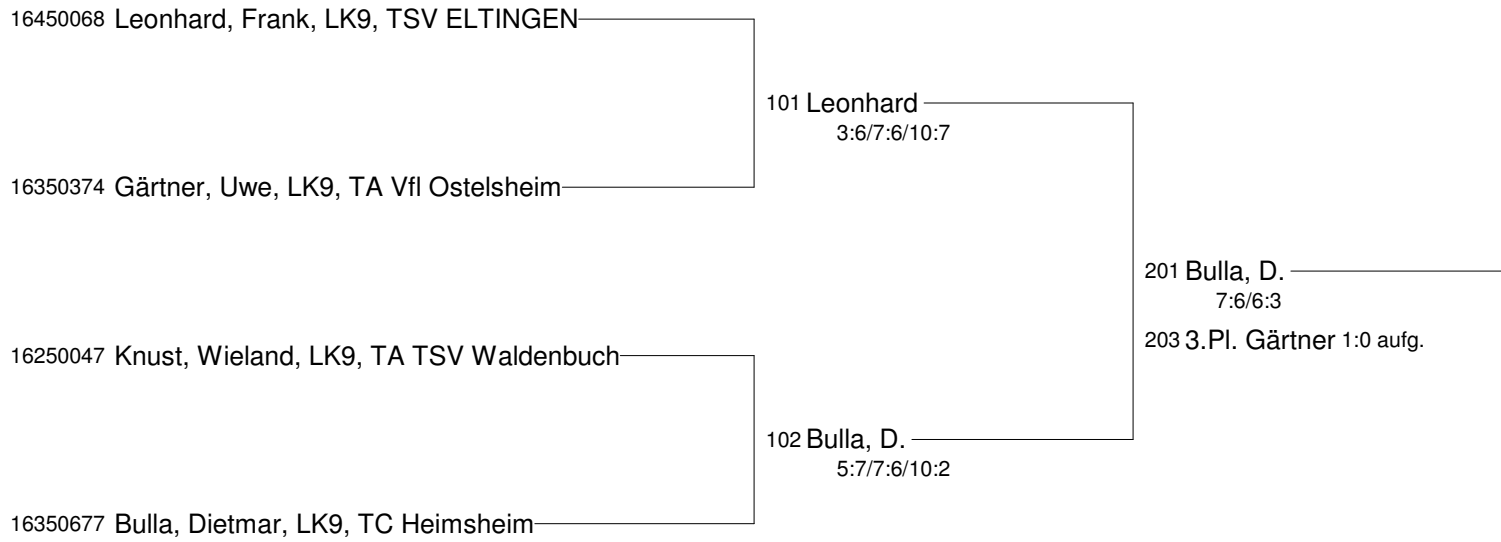 16450068 Leonhard, Frank, LK9, TSV ELTINGEN
101 Leonhard
3:6/7:6/10:7
16350374 Gärtner, Uwe, LK9, TA Vfl Ostelsheim
201 Bulla, D.
7:6/6:3
203 3.Pl. Gärtner 1:0 aufg.
16250047 Knust, Wieland, LK9, TA TSV Waldenbuch
102 Bulla, D.
5:7/7:6/10:2
16350677 Bulla, Dietmar, LK9, TC Heimsheim